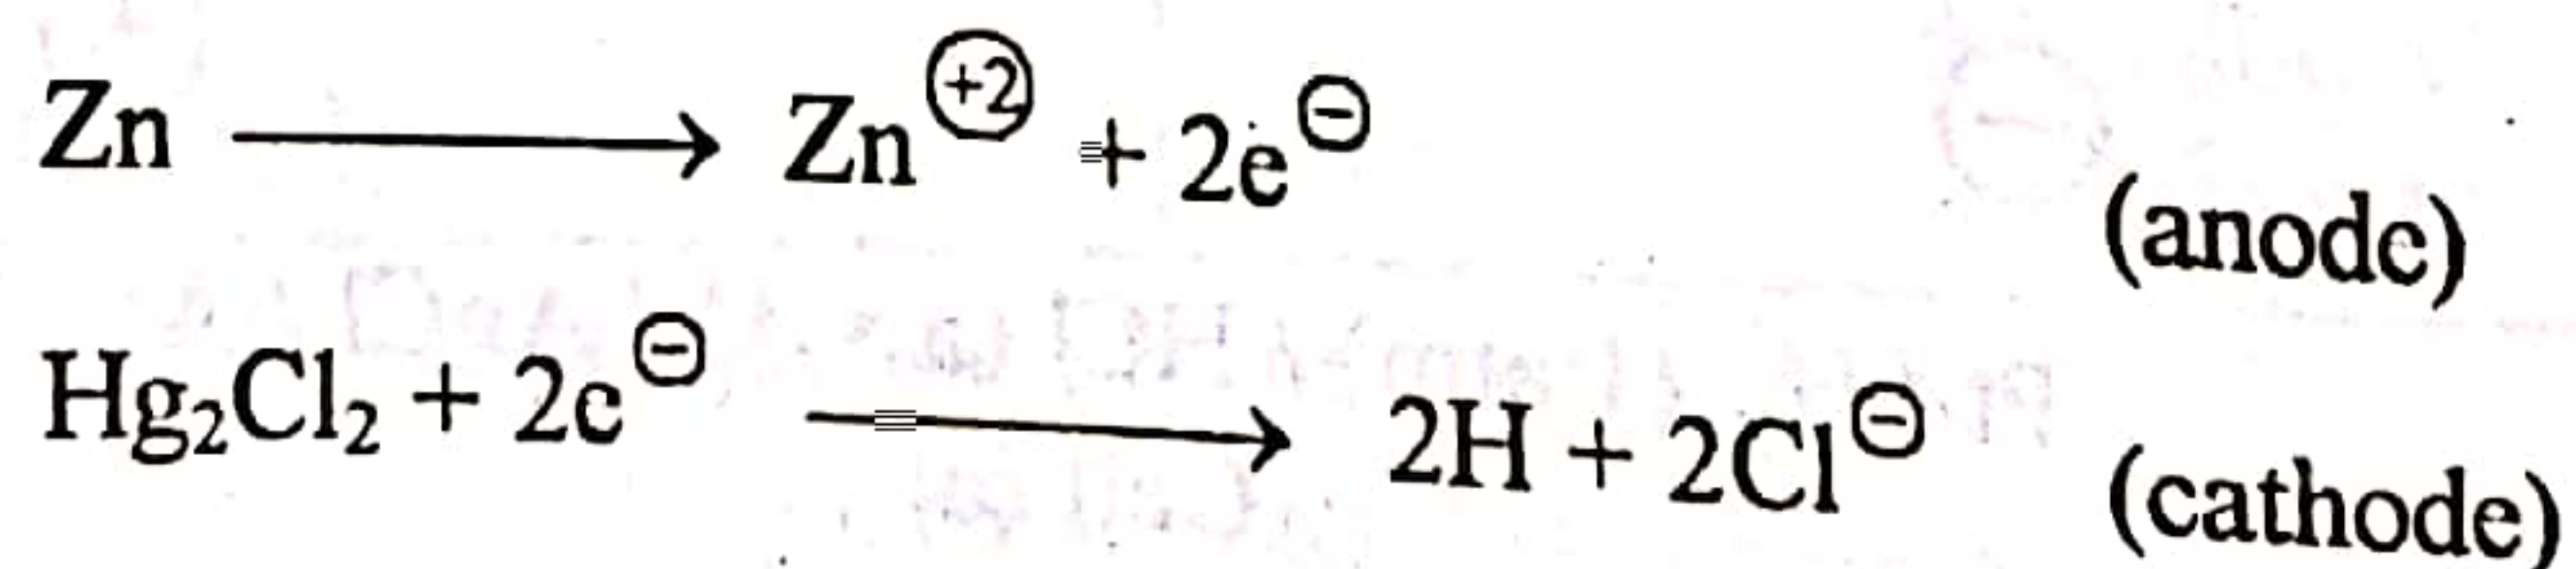 Zn ⟶ Zn^(+2) + 2e^⊖ (anode)
Hg₂Cl₂ + 2e^⊖ ⟶ 2H + 2Cl^⊖ (cathode)